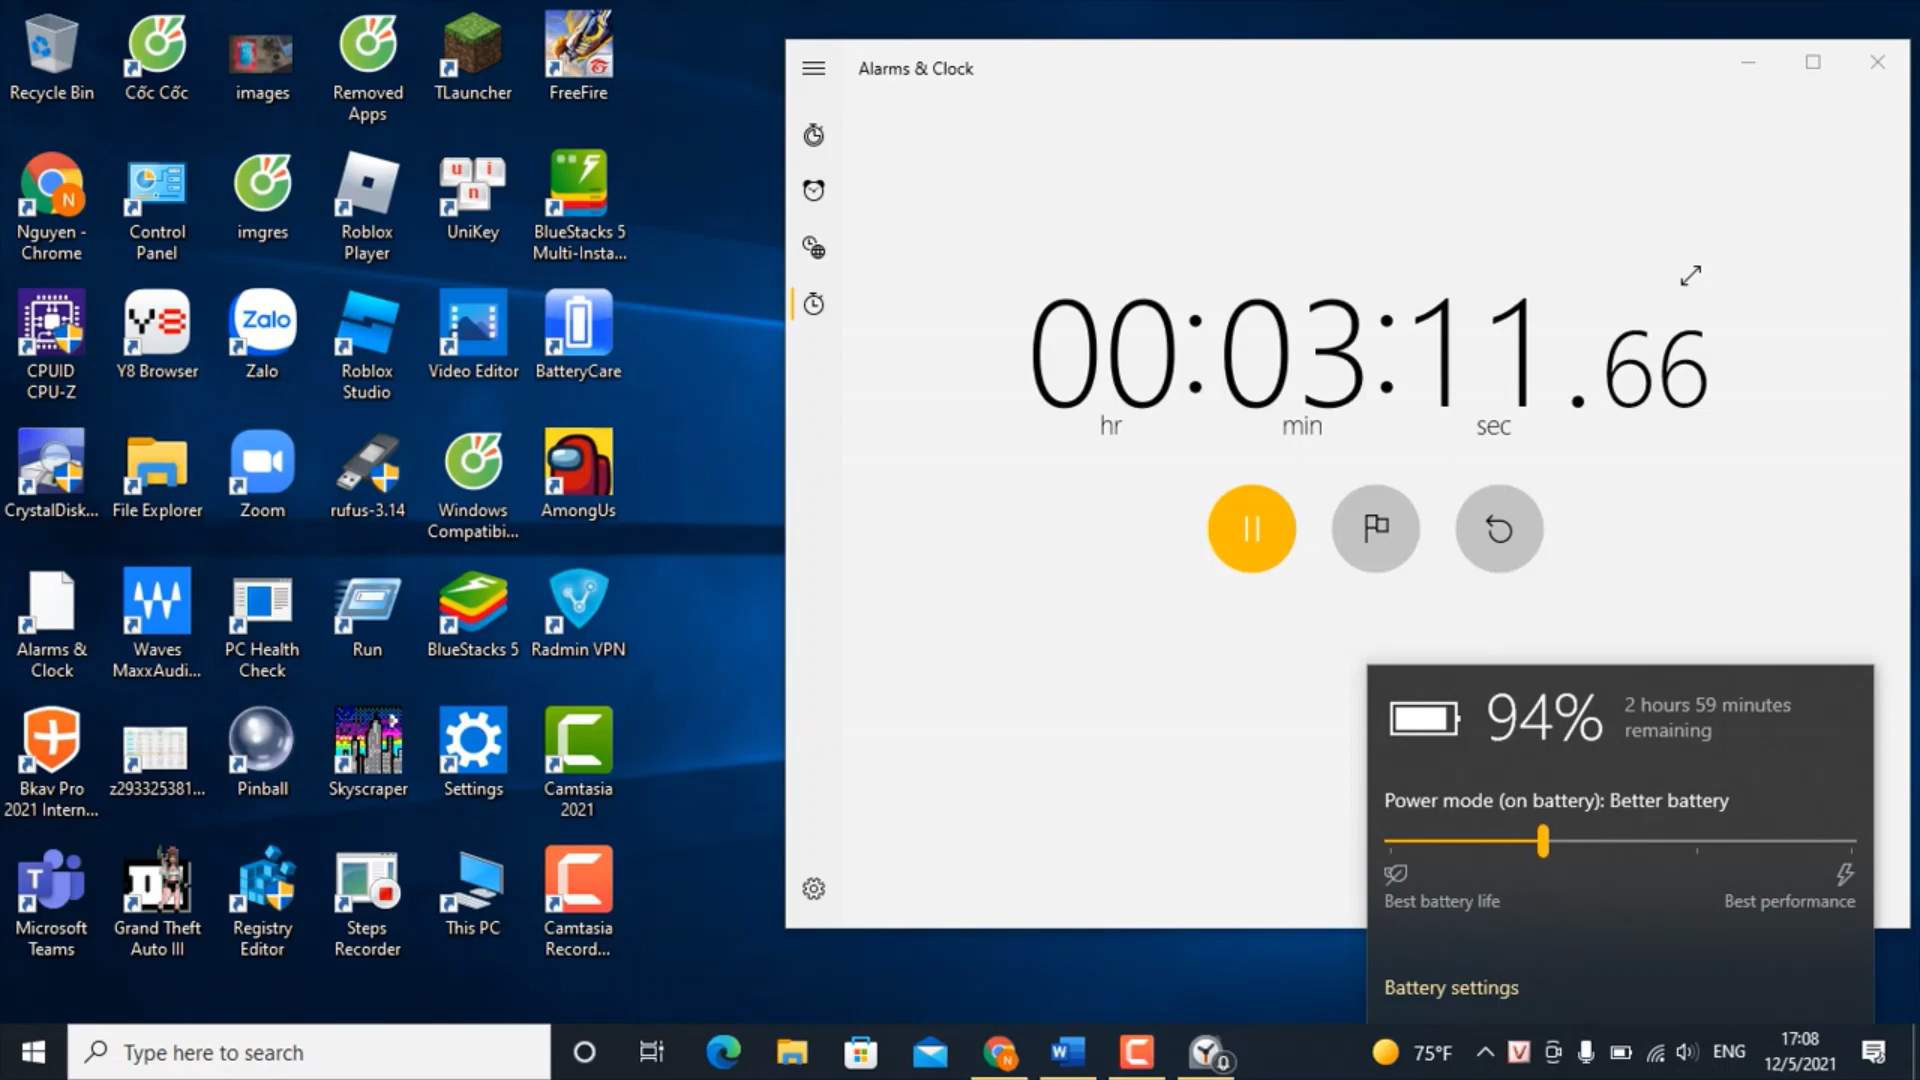 Recycle Bin
Cốc Cốc
images
Removed
Apps
TLauncher
FreeFire
Nguyen -
Chrome
Control
Panel
imgres
Roblox
Player
UniKey
BlueStacks 5
Multi-Insta...
CPUID
CPU-Z
Y8 Browser
Zalo
Zalo
Roblox
Studio
Video Editor
BatteryCare
CrystalDisk...
File Explorer
Zoom
rufus-3.14
Windows
Compatibi...
AmongUs
Alarms &
Clock
Waves
MaxxAudi...
PC Health
Check
Run
BlueStacks 5
Radmin VPN
Bkav Pro
2021 Intern...
z293325381...
Pinball
Skyscraper
Settings
Camtasia
2021
Microsoft
Teams
Grand Theft
Auto III
Registry
Editor
Steps
Recorder
This PC
Camtasia
Record...
Alarms & Clock
00:03:11.66
hr min sec
94%
2 hours 59 minutes
remaining
Power mode (on battery): Better battery
Best battery life
Best performance
Battery settings
Type here to search
75°F
ENG
17:08
12/5/2021